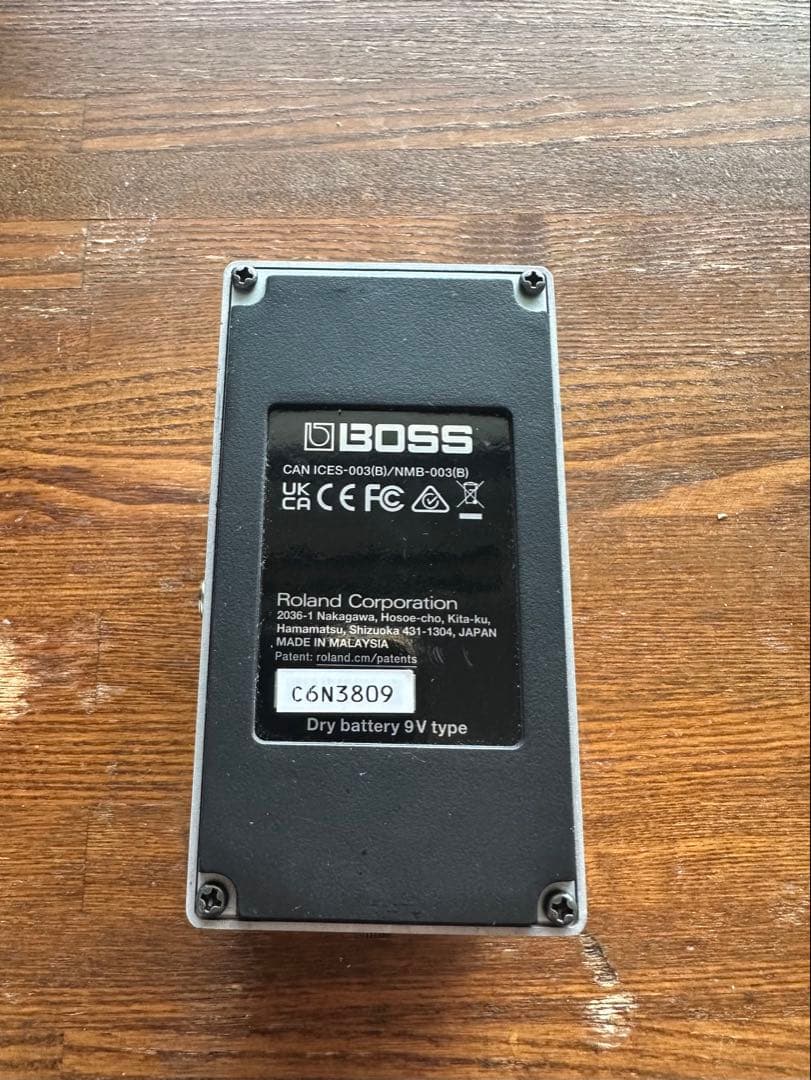 BOSS
CAN ICES-003(B)/NMB-003(B)
UK
CA CE FC
Roland Corporation
2036-1 Nakagawa, Hosoe-cho, Kita-ku,
Hamamatsu, Shizuoka 431-1304, JAPAN
MADE IN MALAYSIA
Patent: roland.cm/patents
C6N3809
Dry battery 9V type